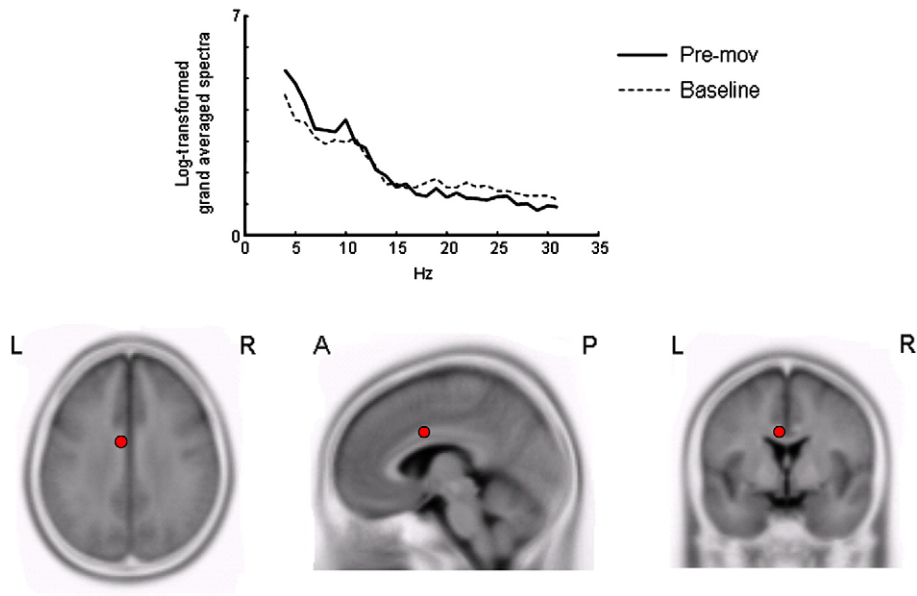 7
Log-transformed
grand averaged spectra
0
0 5 10 15 20 25 30 35
Hz
Pre-mov
Baseline
L R A P L R